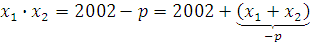 x₁ · x₂ = 2002 − p = 2002 + (x₁ + x₂)
−p